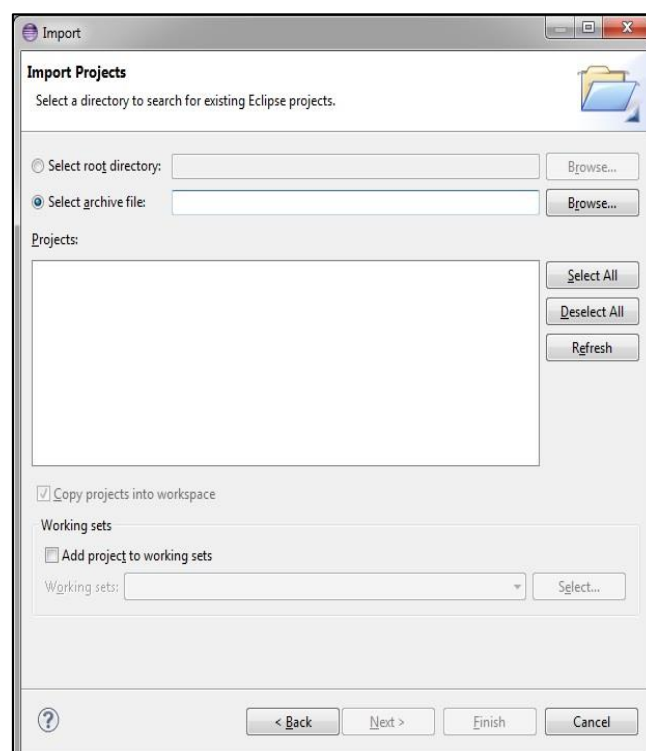 Import
Import Projects
Select a directory to search for existing Eclipse projects.
Select root directory:
Browse...
Select archive file:
Browse...
Projects:
Select All
Deselect All
Refresh
Copy projects into workspace
Working sets
Add project to working sets
Working sets:
Select...
?
< Back
Next >
Finish
Cancel